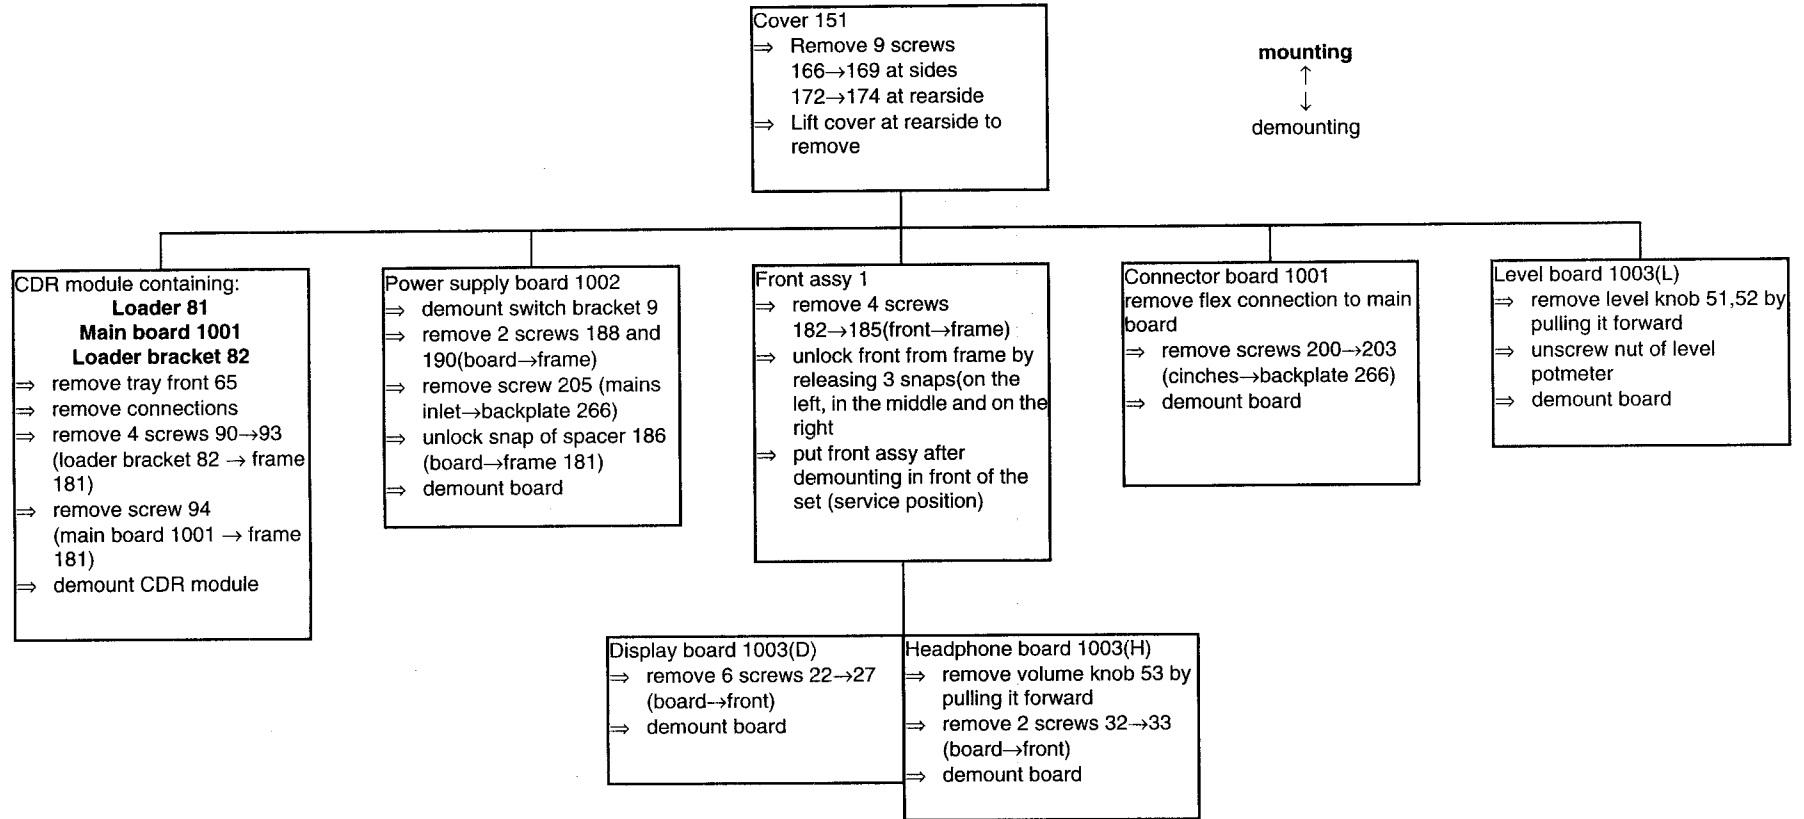 Cover 151
⇒ Remove 9 screws
166→169 at sides
172→174 at rearside
⇒ Lift cover at rearside to
remove
mounting
↑
↓
demounting
CDR module containing:
Loader 81
Main board 1001
Loader bracket 82
⇒ remove tray front 65
⇒ remove connections
⇒ remove 4 screws 90→93
(loader bracket 82 → frame
181)
⇒ remove screw 94
(main board 1001 → frame
181)
⇒ demount CDR module
Power supply board 1002
⇒ demount switch bracket 9
⇒ remove 2 screws 188 and
190(board→frame)
⇒ remove screw 205 (mains
inlet→backplate 266)
⇒ unlock snap of spacer 186
(board→frame 181)
⇒ demount board
Front assy 1
⇒ remove 4 screws
182→185(front→frame)
⇒ unlock front from frame by
releasing 3 snaps(on the
left, in the middle and on the
right
⇒ put front assy after
demounting in front of the
set (service position)
Connector board 1001
remove flex connection to main
board
⇒ remove screws 200→203
(cinches→backplate 266)
⇒ demount board
Level board 1003(L)
⇒ remove level knob 51,52 by
pulling it forward
⇒ unscrew nut of level
potmeter
⇒ demount board
Display board 1003(D)
⇒ remove 6 screws 22→27
(board→front)
⇒ demount board
Headphone board 1003(H)
⇒ remove volume knob 53 by
pulling it forward
⇒ remove 2 screws 32→33
(board→front)
⇒ demount board